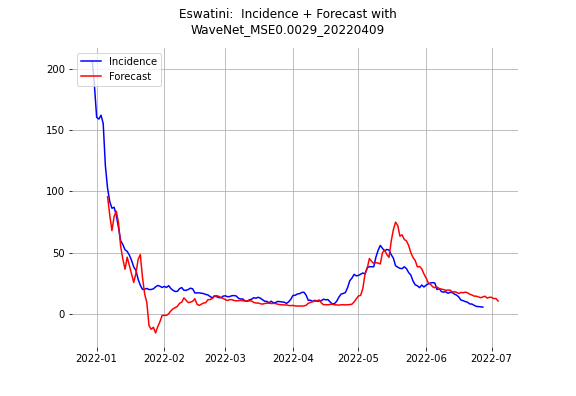 Eswatini:  Incidence + Forecast with
WaveNet_MSE0.0029_20220409
Incidence
Forecast
200
150
100
50
0
2022-01 2022-02 2022-03 2022-04 2022-05 2022-06 2022-07